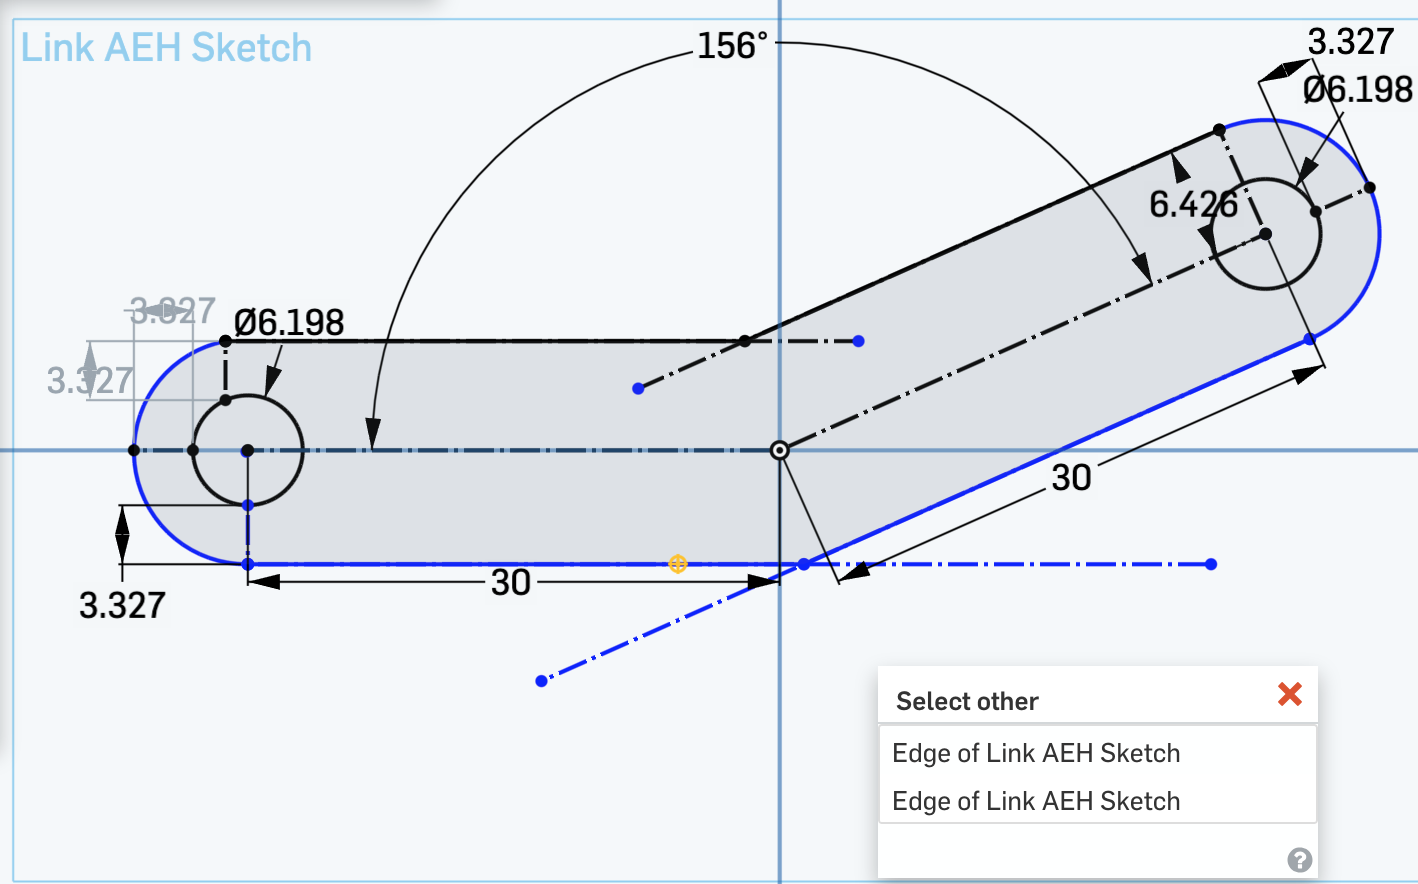 Link AEH Sketch
156°
3.327
Ø6.198
6.426
3.327
Ø6.198
3.327
30
30
3.327
Select other
Edge of Link AEH Sketch
Edge of Link AEH Sketch
?